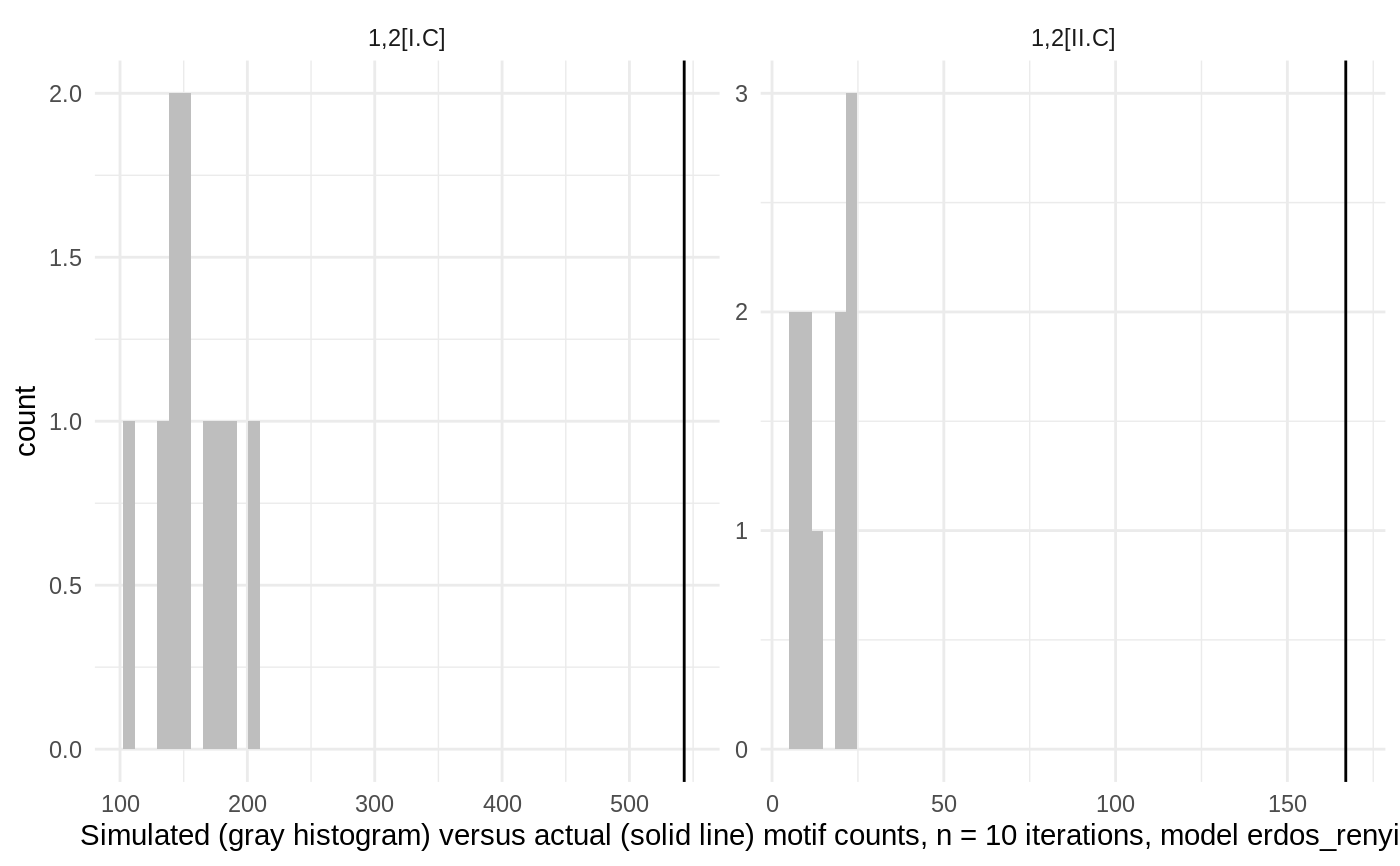 1,2[I.C]
1,2[II.C]
2.0
1.5
1.0
0.5
0.0
3
2
1
0
count
100 200 300 400 500
0 50 100 150
Simulated (gray histogram) versus actual (solid line) motif counts, n = 10 iterations, model erdos_renyi